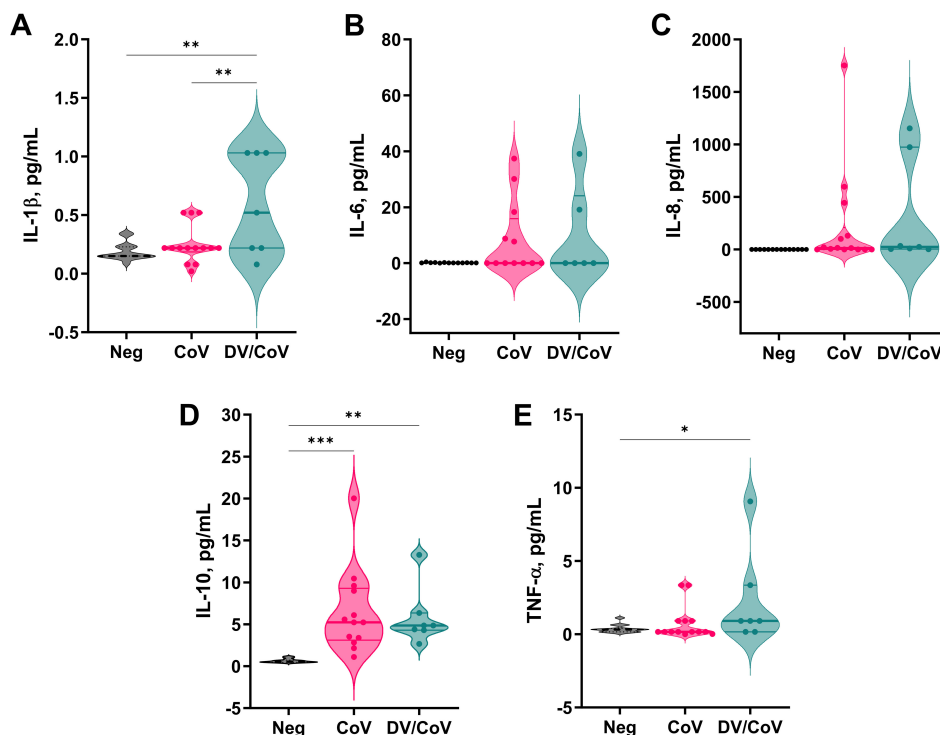 A
IL-1β, pg/mL
2.0
1.5
1.0
0.5
0.0
-0.5
**
**
Neg CoV DV/CoV
B
IL-6, pg/mL
80
60
40
20
0
-20
Neg CoV DV/CoV
C
IL-8, pg/mL
2000
1500
1000
500
0
-500
Neg CoV DV/CoV
D
IL-10, pg/mL
30
25
20
15
10
5
0
-5
**
***
Neg CoV DV/CoV
E
TNF-α, pg/mL
15
10
5
0
-5
*
Neg CoV DV/CoV